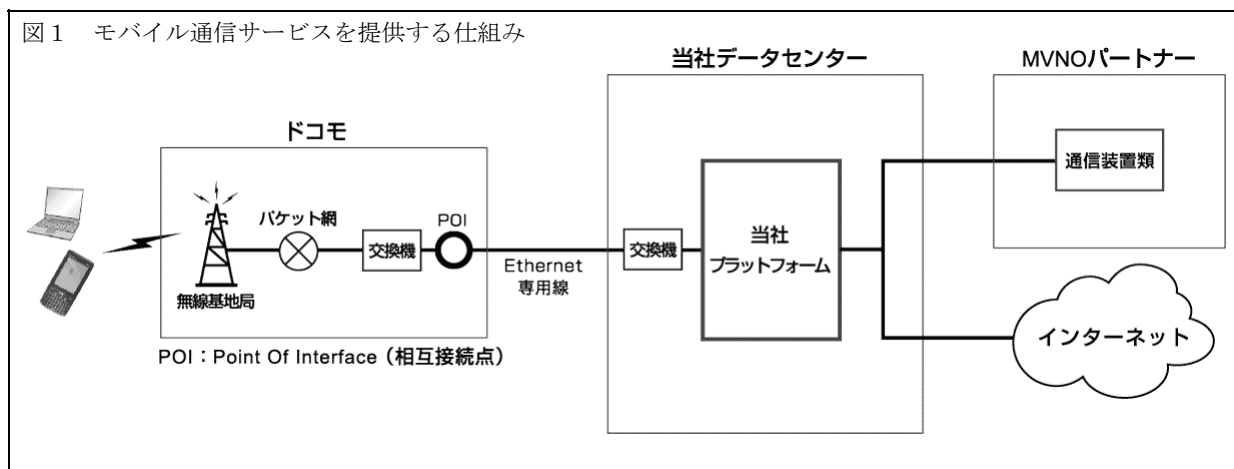 図1 モバイル通信サービスを提供する仕組み
当社データセンター
MVNOパートナー
ドコモ
通信装置類
パケット網
POI
交換機
交換機
当社
プラットフォーム
Ethernet
専用線
無線基地局
インターネット
POI：Point Of Interface（相互接続点）